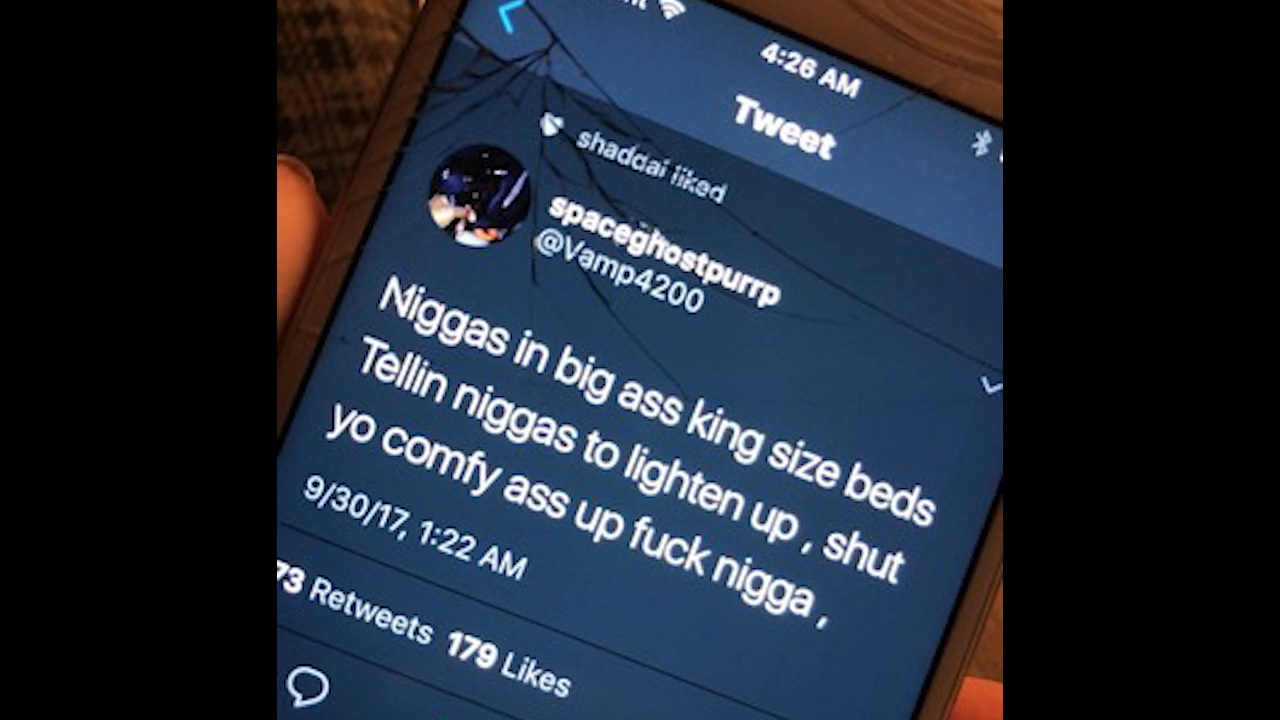 4:26 AM
Tweet
shaddai liked
spaceghostpurrp
@Vamp4200
Niggas in big ass king size beds
Tellin niggas to lighten up , shut
yo comfy ass up fuck nigga ,
9/30/17, 1:22 AM
73 Retweets 179 Likes